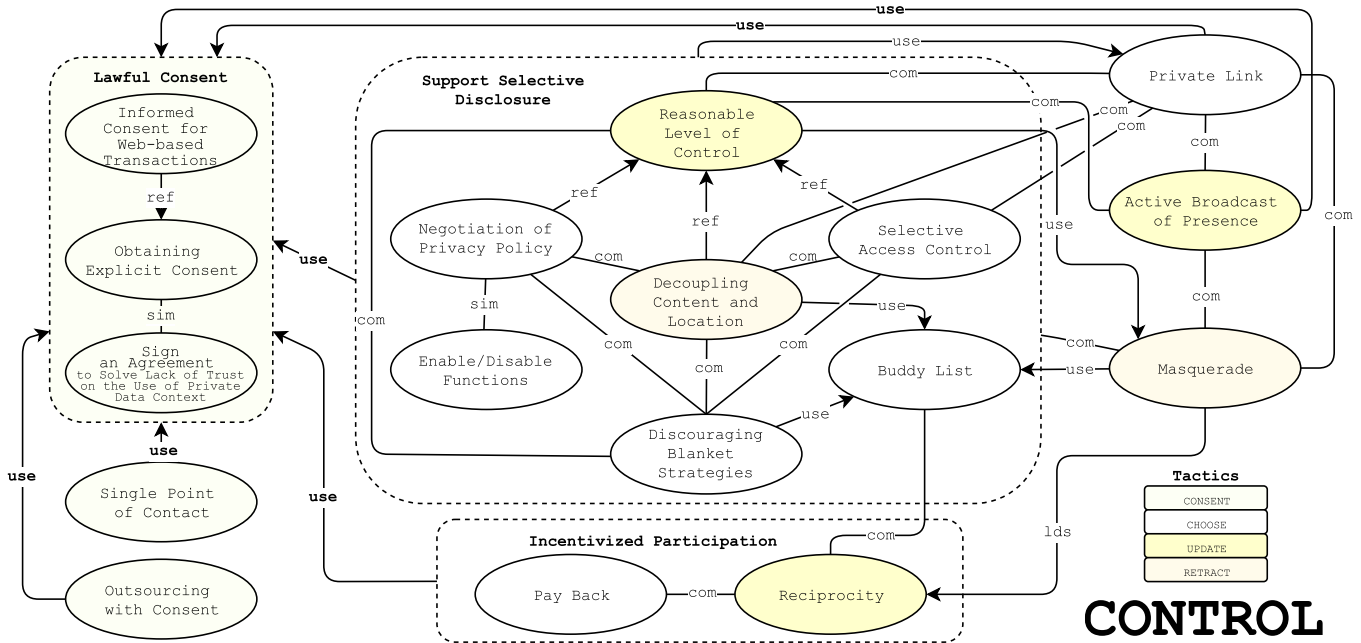 use
use
use
Lawful Consent
Informed
Consent for
Web-based
Transactions
ref
Obtaining
Explicit Consent
sim
Sign
an Agreement
to Solve Lack of Trust
on the Use of Private
Data Context
use
use
Single Point
of Contact
Outsourcing
with Consent
use
use
Support Selective
Disclosure
com
Reasonable
Level of
Control
com
com
com
Private Link
com
Active Broadcast
of Presence
com
com
use
ref
ref
ref
Negotiation of
Privacy Policy
Selective
Access Control
com
com
Decoupling
Content and
Location
sim
com
use
Enable/Disable
Functions
com
com
com
Buddy List
com
use
Masquerade
use
Discouraging
Blanket
Strategies
Incentivized Participation
com
Pay Back
com
Reciprocity
lds
Tactics
CONSENT
CHOOSE
UPDATE
RETRACT
CONTROL